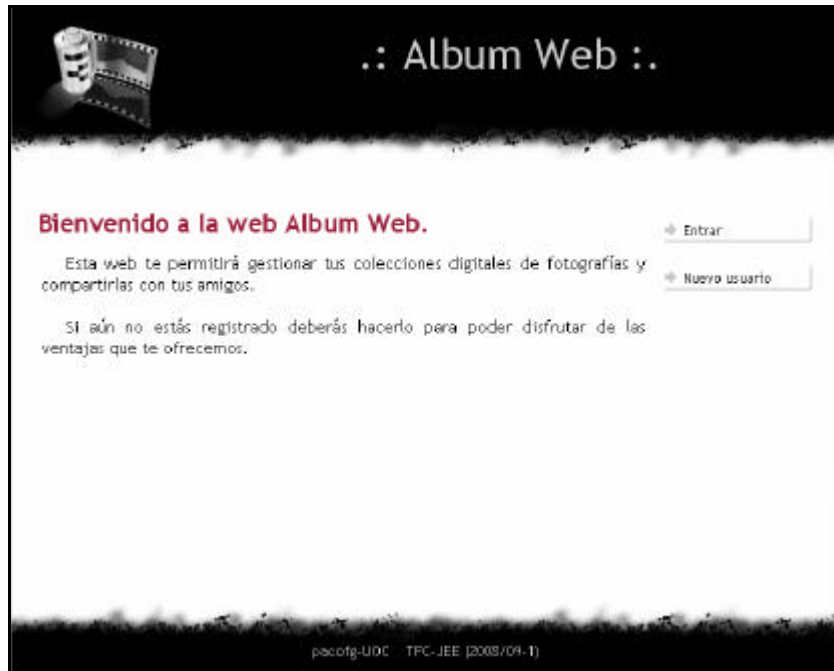 .: Album Web :.
Bienvenido a la web Album Web.
Esta web te permitirá gestionar tus colecciones digitales de fotografías y
compartirlas con tus amigos.
Si aún no estás registrado deberás hacerlo para poder disfrutar de las
ventajas que te ofrecemos.
Entrar
Nuevo usuario
pacofg-UOC TFC-JEE (2008/09-1)